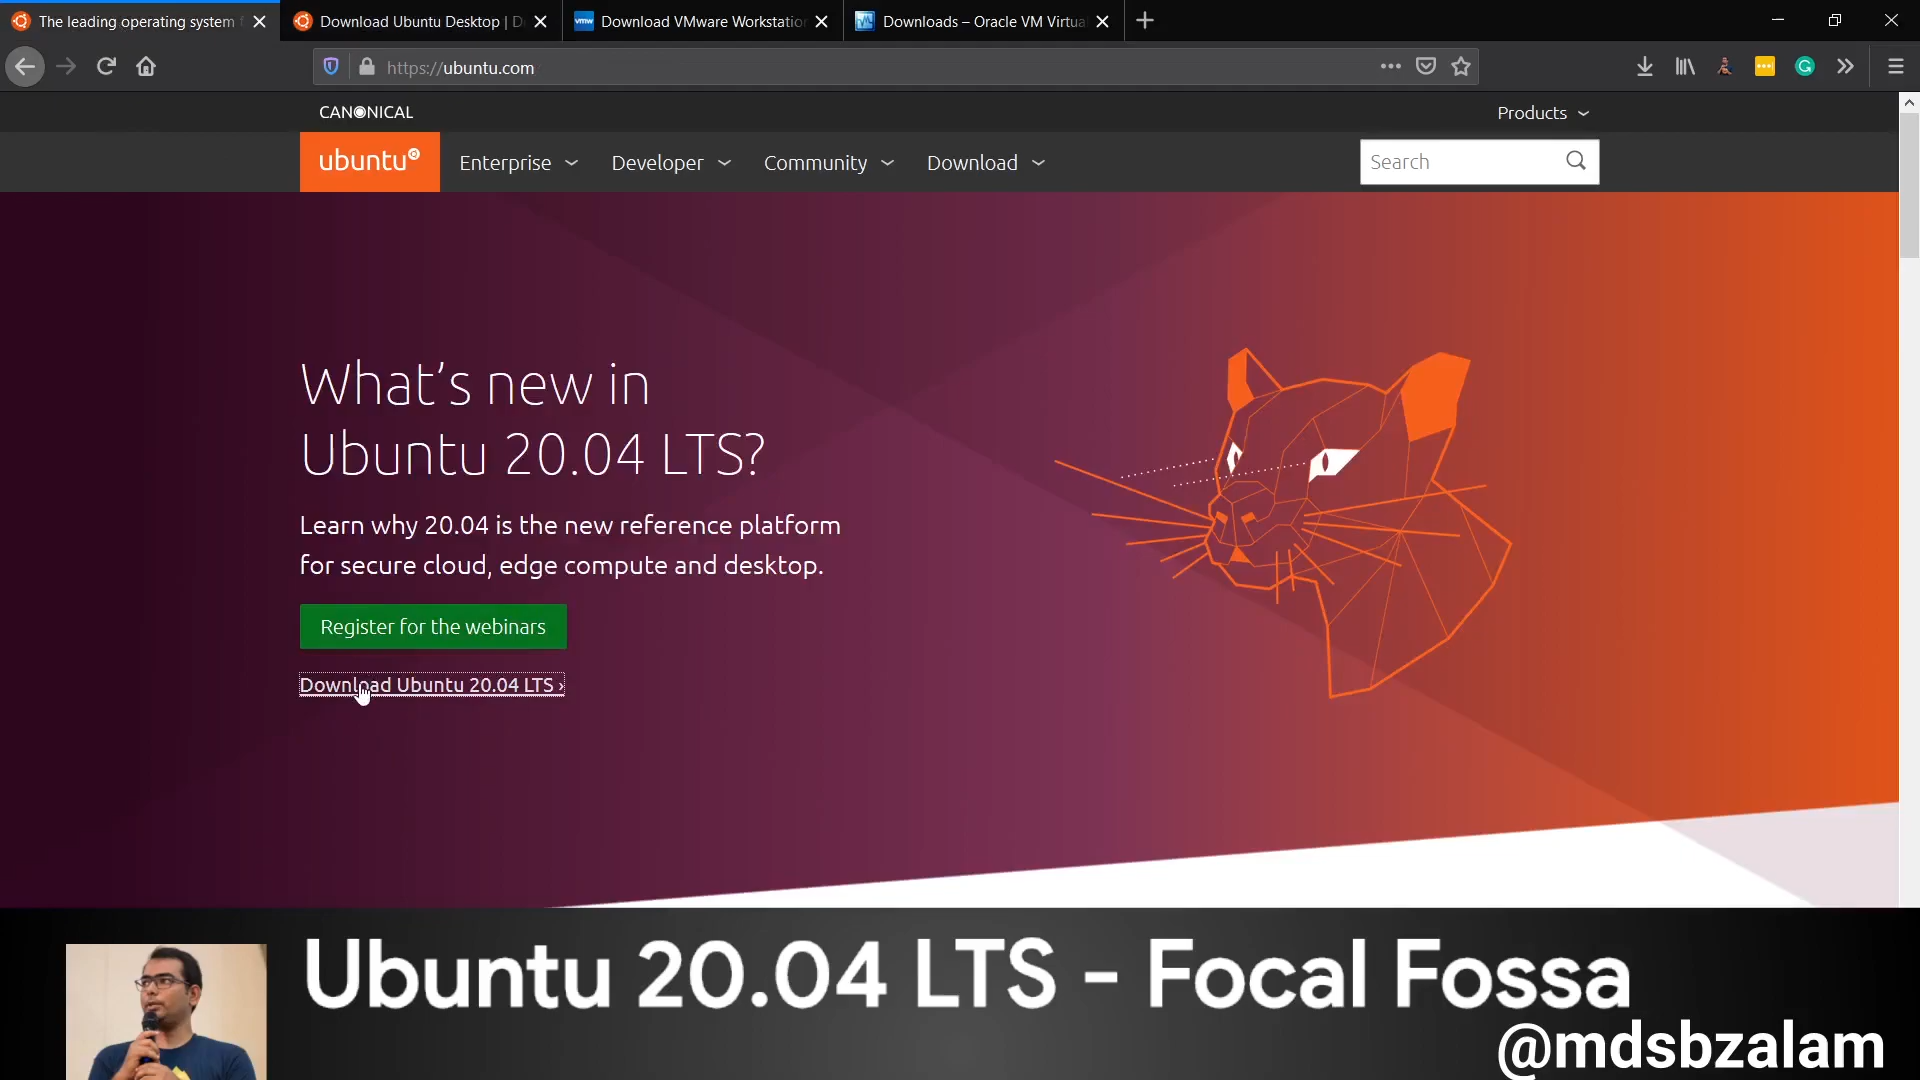 The leading operating system f
Download Ubuntu Desktop | D
vmw Download VMware Workstation
Downloads – Oracle VM Virtua
https://ubuntu.com
CANONICAL
Products
ubuntu
Enterprise
Developer
Community
Download
Search
What's new in
Ubuntu 20.04 LTS?
Learn why 20.04 is the new reference platform
for secure cloud, edge compute and desktop.
Register for the webinars
Download Ubuntu 20.04 LTS ›
Ubuntu 20.04 LTS - Focal Fossa
@mdsbzalam